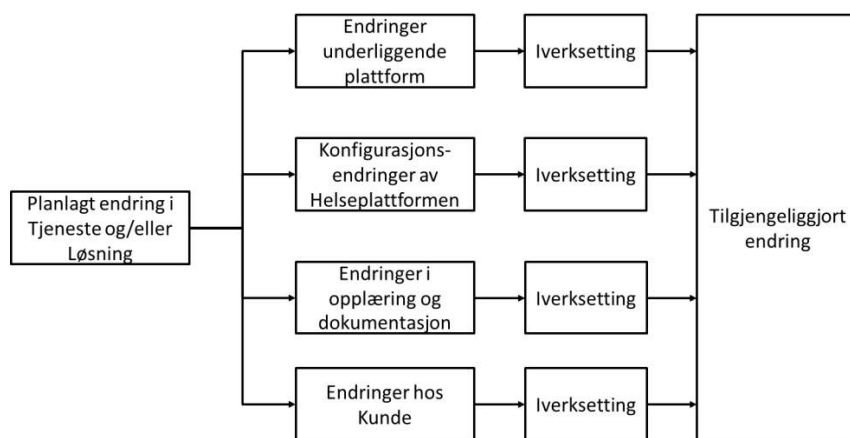 Endringer
underliggende
plattform
Iverksetting
Konfigurasjons-
endringer av
Helseplattformen
Iverksetting
Planlagt endring i
Tjeneste og/eller
Løsning
Tilgjengeliggjort
endring
Endringer i
opplæring og
dokumentasjon
Iverksetting
Endringer hos
Kunde
Iverksetting